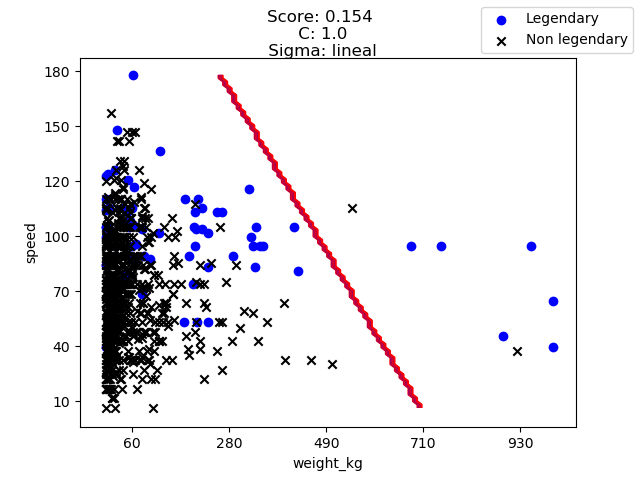 Score: 0.154
C: 1.0
Sigma: lineal
Legendary
Non legendary
speed
180
150
120
100
70
40
10
60
280
490
710
930
weight_kg